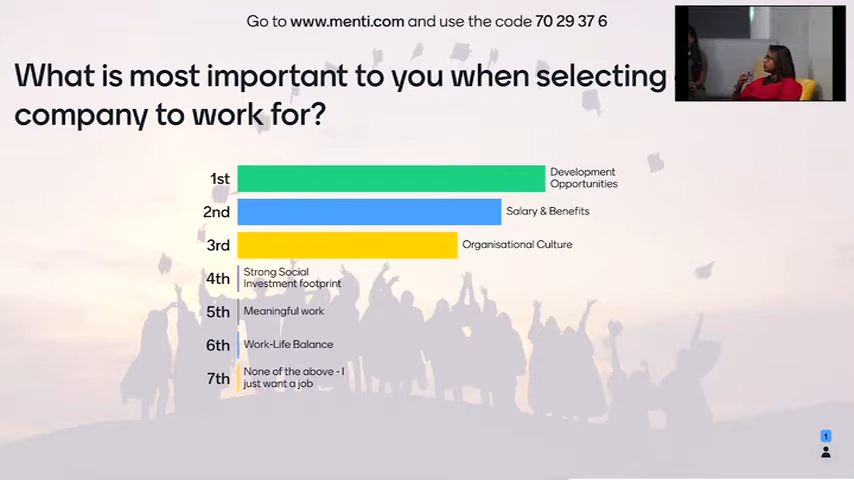 Go to www.menti.com and use the code 70 29 37 6
What is most important to you when selecting
company to work for?
1st
Development
Opportunities
2nd
Salary & Benefits
3rd
Organisational Culture
4th
Strong Social
Investment footprint
5th
Meaningful work
6th
Work-Life Balance
7th
None of the above - I
just want a job
1